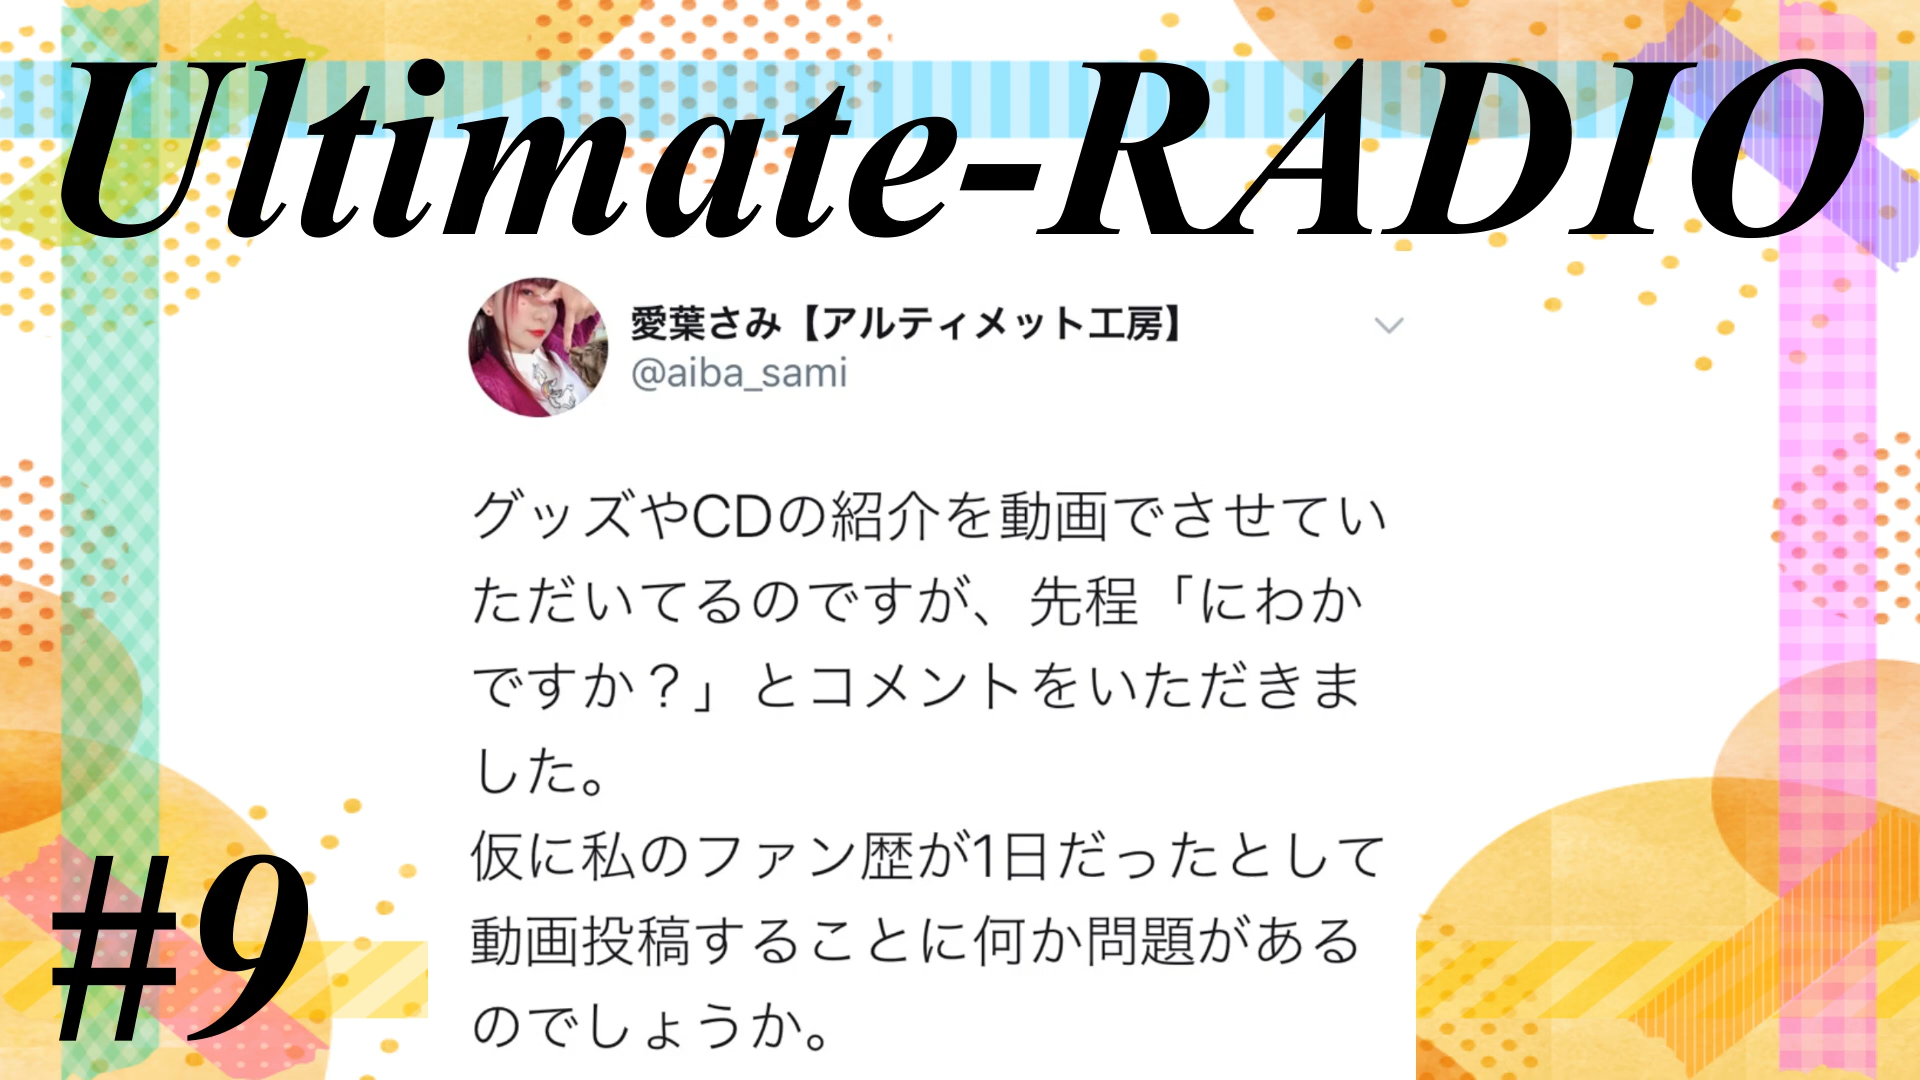 Ultimate-RADIO
愛葉さみ【アルティメット工房】
@aiba_sami
グッズやCDの紹介を動画でさせてい
ただいてるのですが、先程「にわか
ですか？」とコメントをいただきま
した。
仮に私のファン歴が1日だったとして
動画投稿することに何か問題がある
のでしょうか。
#9